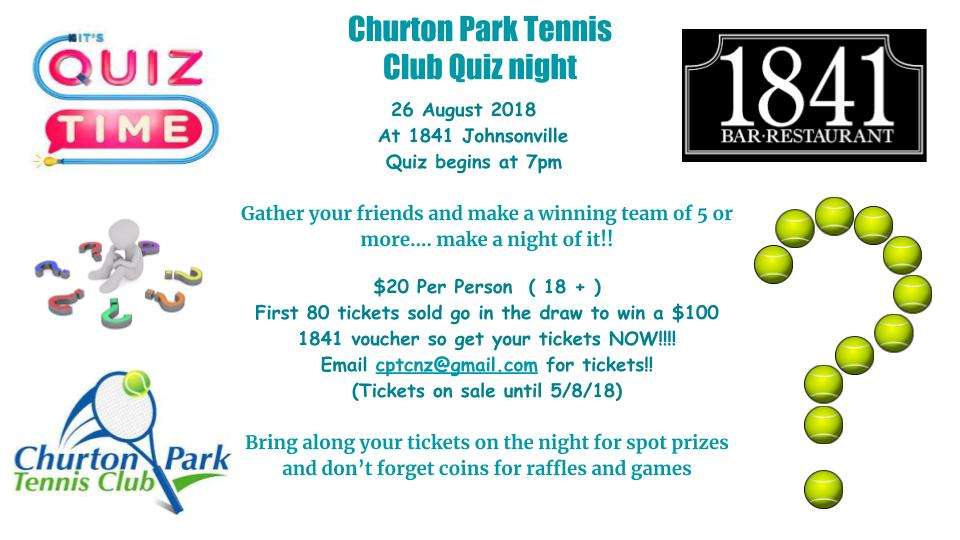 IT'S
QUIZ
TIME
Churton Park Tennis
Club Quiz night
26 August 2018
At 1841 Johnsonville
Quiz begins at 7pm
1841
BAR·RESTAURANT
Gather your friends and make a winning team of 5 or
more.... make a night of it!!
$20 Per Person ( 18 + )
First 80 tickets sold go in the draw to win a $100
1841 voucher so get your tickets NOW!!!!
Email cptcnz@gmail.com for tickets!!
(Tickets on sale until 5/8/18)
Churton Park
Tennis Club
Bring along your tickets on the night for spot prizes
and don't forget coins for raffles and games